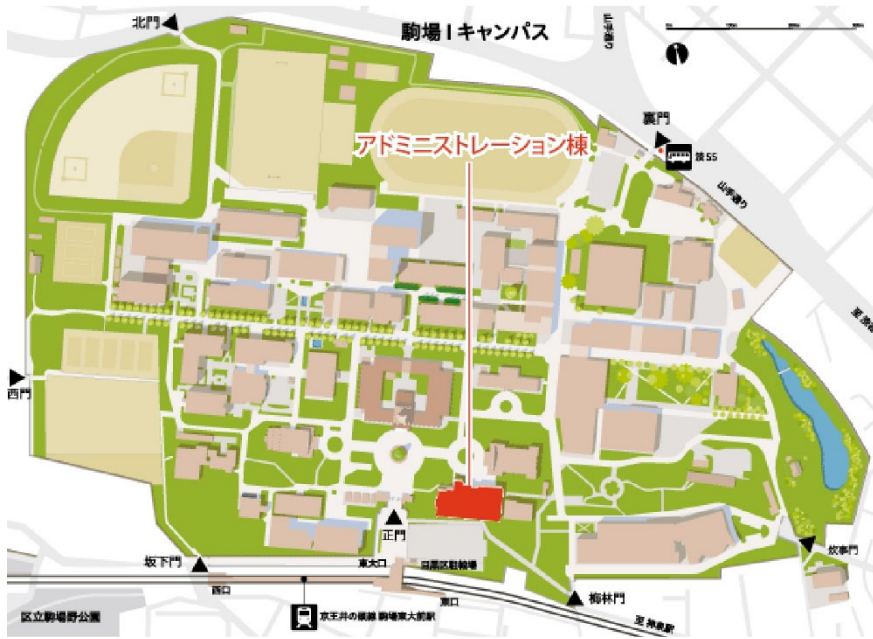 駒場Iキャンパス
北門
山手通り
アドミニストレーション棟
裏門
渋55
山手通り
西門
正門
坂下門
東大口
目黒区駐輪場
炊事門
西口
東口
梅林門
京王井の頭線 駒場東大前駅
至 神泉駅
区立駒場野公園